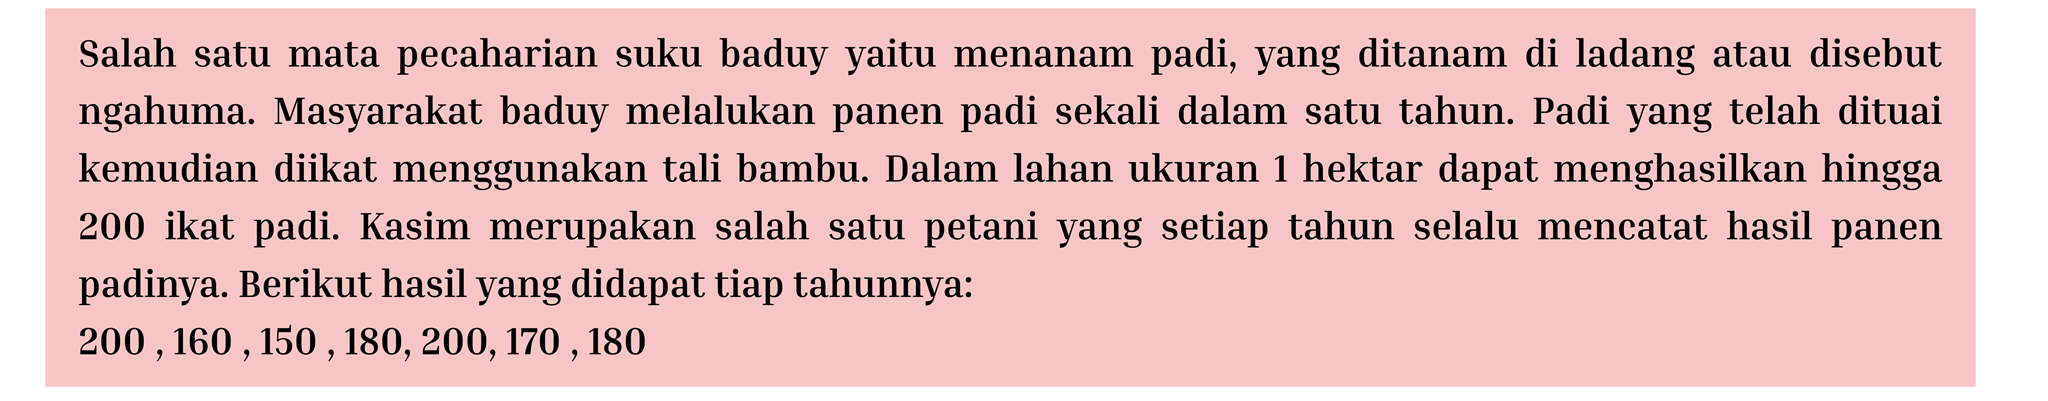 Salah satu mata pecaharian suku baduy yaitu menanam padi, yang ditanam di ladang atau disebut
ngahuma. Masyarakat baduy melalukan panen padi sekali dalam satu tahun. Padi yang telah dituai
kemudian diikat menggunakan tali bambu. Dalam lahan ukuran 1 hektar dapat menghasilkan hingga
200 ikat padi. Kasim merupakan salah satu petani yang setiap tahun selalu mencatat hasil panen
padinya. Berikut hasil yang didapat tiap tahunnya:
200 , 160 , 150 , 180, 200, 170 , 180